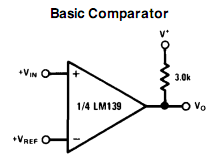 Basic Comparator
V+
3.0k
+VIN
+
1/4 LM139
VO
+VREF
−